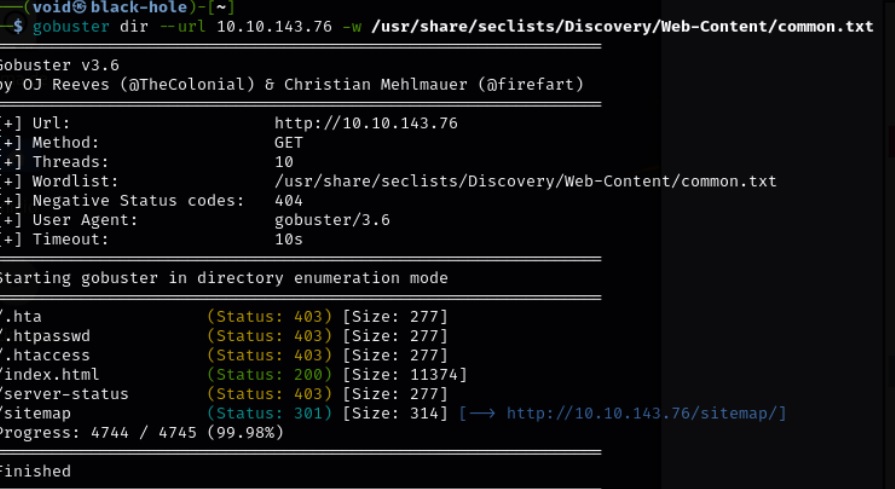 (void㉿black-hole)-[~]
$ gobuster dir --url 10.10.143.76 -w /usr/share/seclists/Discovery/Web-Content/common.txt
Gobuster v3.6
by OJ Reeves (@TheColonial) & Christian Mehlmauer (@firefart)
[+] Url: http://10.10.143.76
[+] Method: GET
[+] Threads: 10
[+] Wordlist: /usr/share/seclists/Discovery/Web-Content/common.txt
[+] Negative Status codes: 404
[+] User Agent: gobuster/3.6
[+] Timeout: 10s
Starting gobuster in directory enumeration mode
/.hta (Status: 403) [Size: 277]
/.htpasswd (Status: 403) [Size: 277]
/.htaccess (Status: 403) [Size: 277]
/index.html (Status: 200) [Size: 11374]
/server-status (Status: 403) [Size: 277]
/sitemap (Status: 301) [Size: 314] [--> http://10.10.143.76/sitemap/]
Progress: 4744 / 4745 (99.98%)
Finished